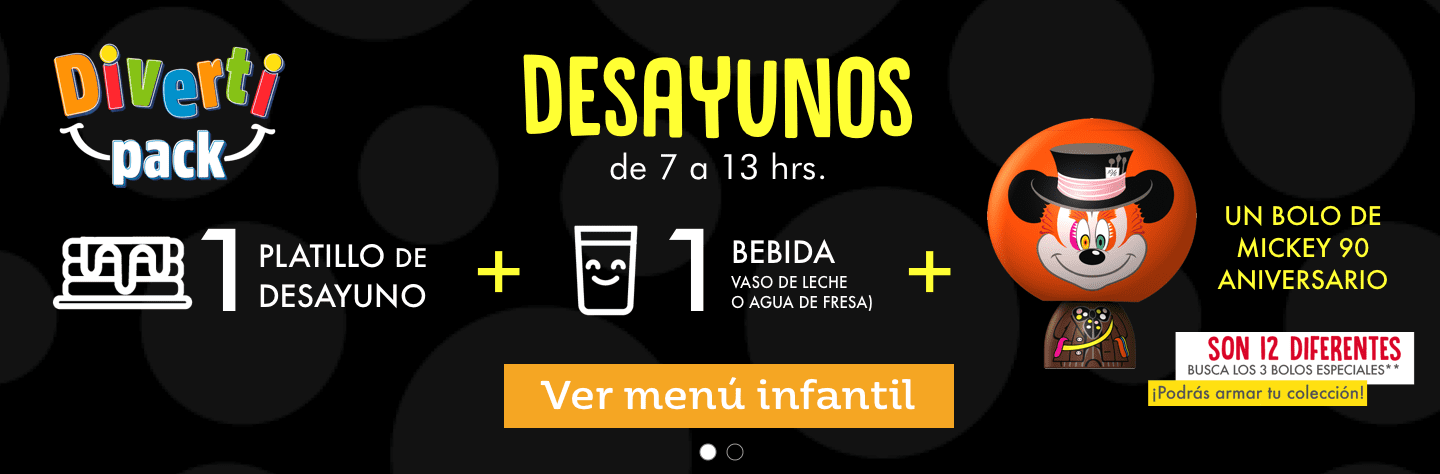 Diverti
pack
DESAYUNOS
de 7 a 13 hrs.
1 PLATILLO DE
DESAYUNO
+
1 BEBIDA
VASO DE LECHE
O AGUA DE FRESA)
+
UN BOLO DE
MICKEY 90
ANIVERSARIO
SON 12 DIFERENTES
BUSCA LOS 3 BOLOS ESPECIALES**
¡Podrás armar tu colección!
Ver menú infantil